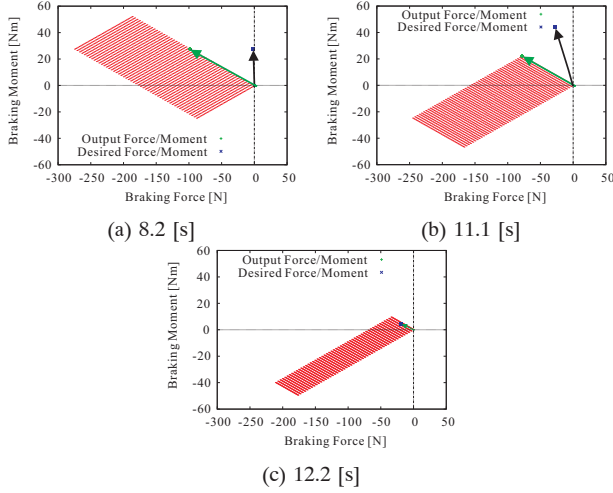 60
40
20
0
-20
-40
-60
Braking Moment [Nm]
Output Force/Moment
Desired Force/Moment
-300 -250 -200 -150 -100 -50 0 50
Braking Force [N]
(a) 8.2 [s]
60
40
20
0
-20
-40
-60
Braking Moment [Nm]
Output Force/Moment
Desired Force/Moment
-300 -250 -200 -150 -100 -50 0 50
Braking Force [N]
(b) 11.1 [s]
60
40
20
0
-20
-40
-60
Braking Moment [Nm]
Output Force/Moment
Desired Force/Moment
-300 -250 -200 -150 -100 -50 0 50
Braking Force [N]
(c) 12.2 [s]